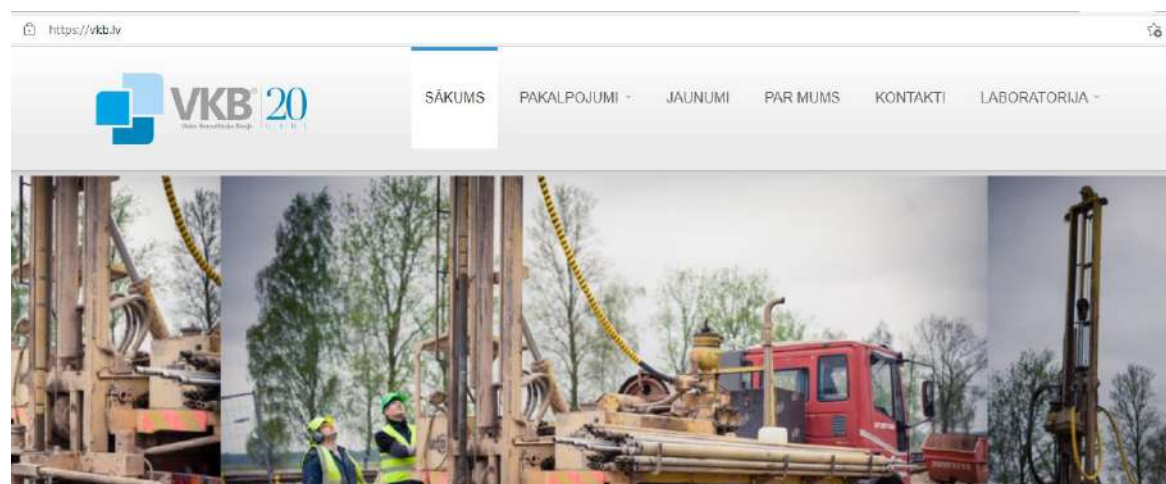 https://vkb.lv
VKB 20
SĀKUMS PAKALPOJUMI JAUNUMI PAR MUMS KONTAKTI LABORATORIJA